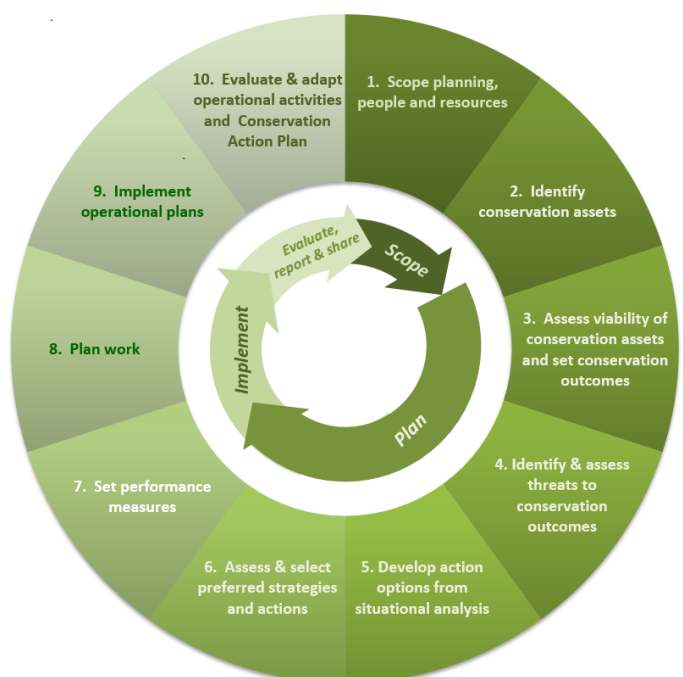 1. Scope planning,
people and resources
2. Identify
conservation assets
3. Assess viability of
conservation assets
and set conservation
outcomes
4. Identify & assess
threats to
conservation
outcomes
5. Develop action
options from
situational analysis
6. Assess & select
preferred strategies
and actions
7. Set performance
measures
8. Plan work
9. Implement
operational plans
10. Evaluate & adapt
operational activities
and Conservation
Action Plan
Scope
Plan
Implement
Evaluate,
report & share